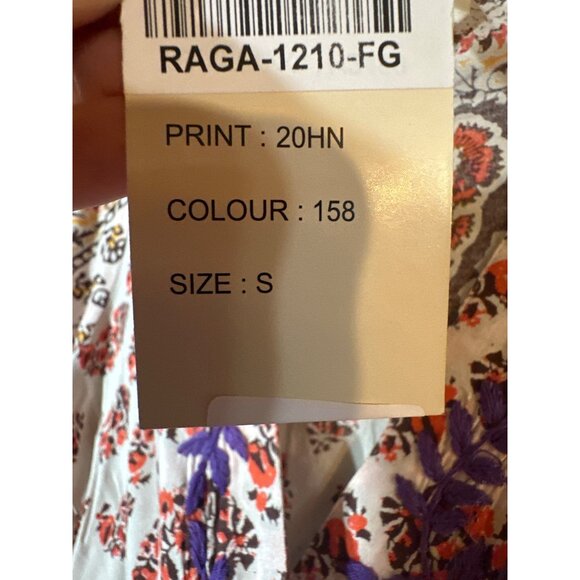 RAGA-1210-FG
PRINT : 20HN
COLOUR : 158
SIZE : S